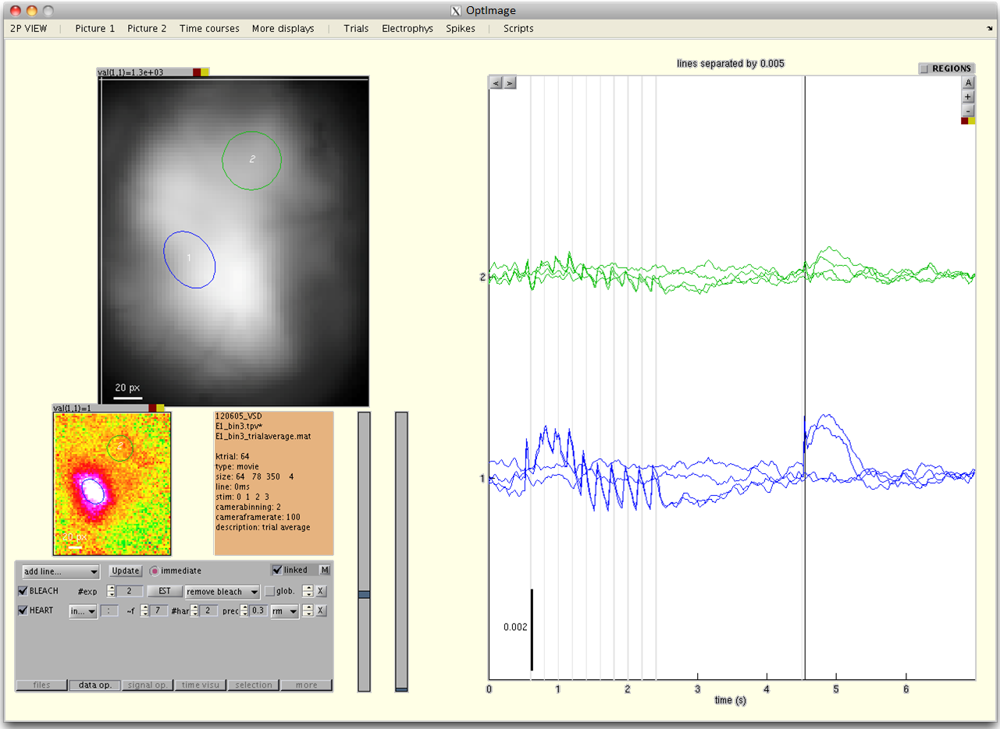 OptImage
2P VIEW | Picture 1 Picture 2 Time courses More displays | Trials Electrophys Spikes | Scripts
val(1,1)=1.3e+03
2
1
20 px
val(1,1)=1
2
20 px
120605_VSD
E1_bin3.tpv*
E1_bin3_trialaverage.mat
ktrial: 64
type: movie
size: 64 78 350 4
line: 0ms
stim: 0 1 2 3
camerabinning: 2
cameraframerate: 100
description: trial average
add line... Update immediate linked M
BLEACH #exp 2 EST remove bleach glob. X
HEART in... : ~f 7 #har 2 prec 0.3 rm X
files data op. signal op. time visu selection more
lines separated by 0.005
REGIONS
< >
A
+
-
2
1
0.002
0 1 2 3 4 5 6
time (s)